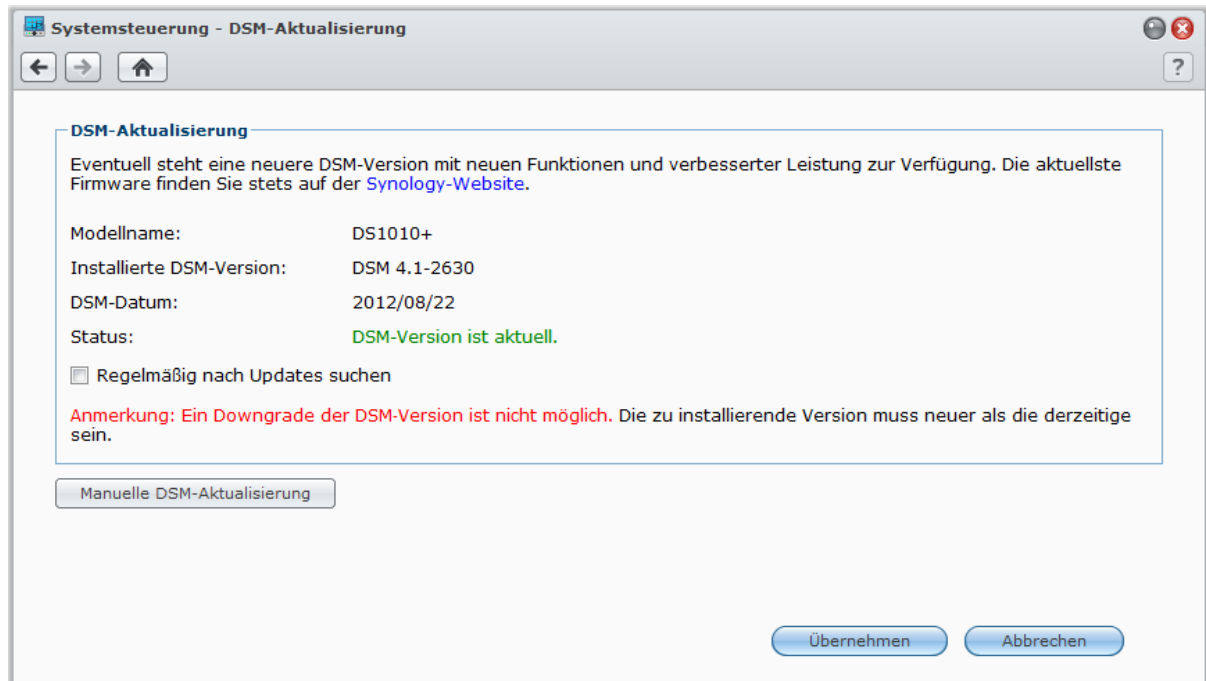 Systemsteuerung - DSM-Aktualisierung
?
DSM-Aktualisierung
Eventuell steht eine neuere DSM-Version mit neuen Funktionen und verbesserter Leistung zur Verfügung. Die aktuellste
Firmware finden Sie stets auf der Synology-Website.
Modellname: DS1010+
Installierte DSM-Version: DSM 4.1-2630
DSM-Datum: 2012/08/22
Status: DSM-Version ist aktuell.
Regelmäßig nach Updates suchen
Anmerkung: Ein Downgrade der DSM-Version ist nicht möglich. Die zu installierende Version muss neuer als die derzeitige
sein.
Manuelle DSM-Aktualisierung
Übernehmen Abbrechen